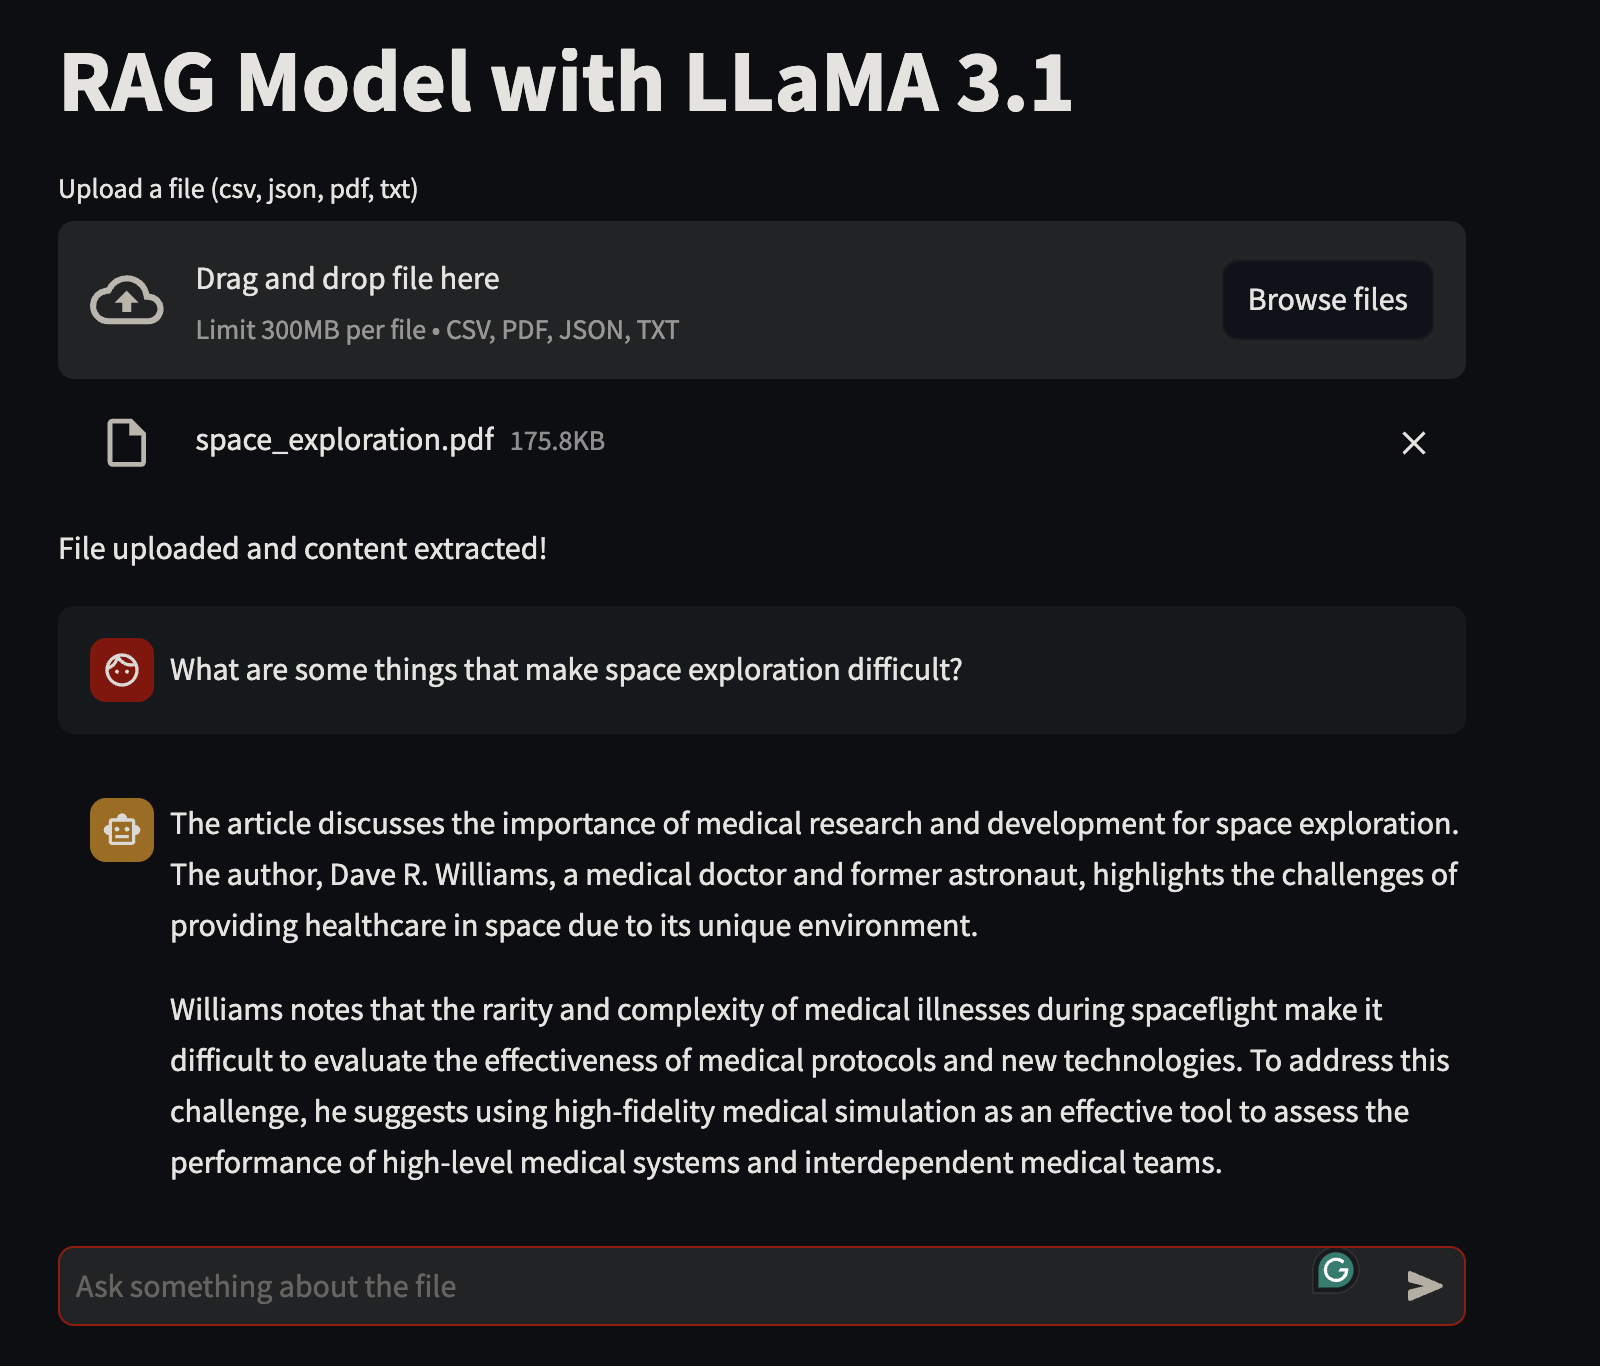 RAG Model with LLaMA 3.1
Upload a file (csv, json, pdf, txt)
Drag and drop file here
Limit 300MB per file • CSV, PDF, JSON, TXT
Browse files
space_exploration.pdf 175.8KB
File uploaded and content extracted!
What are some things that make space exploration difficult?
The article discusses the importance of medical research and development for space exploration.
The author, Dave R. Williams, a medical doctor and former astronaut, highlights the challenges of
providing healthcare in space due to its unique environment.
Williams notes that the rarity and complexity of medical illnesses during spaceflight make it
difficult to evaluate the effectiveness of medical protocols and new technologies. To address this
challenge, he suggests using high-fidelity medical simulation as an effective tool to assess the
performance of high-level medical systems and interdependent medical teams.
Ask something about the file